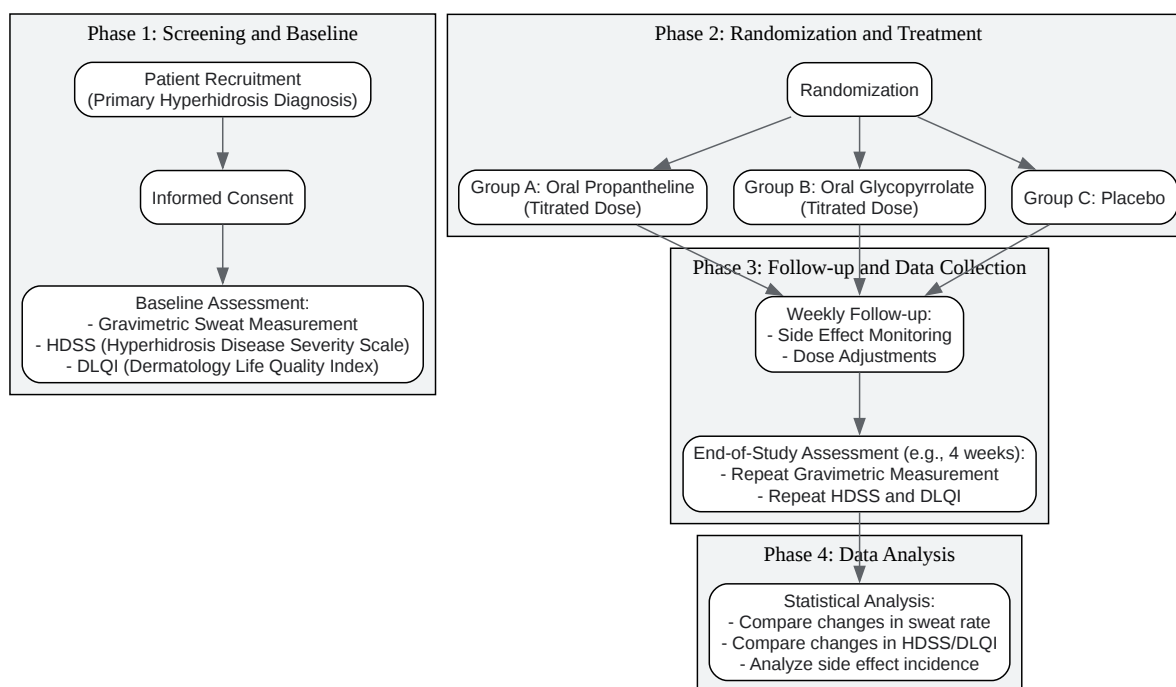 Phase 1: Screening and Baseline
Patient Recruitment
(Primary Hyperhidrosis Diagnosis)
Informed Consent
Baseline Assessment:
- Gravimetric Sweat Measurement
- HDSS (Hyperhidrosis Disease Severity Scale)
- DLQI (Dermatology Life Quality Index)
Phase 2: Randomization and Treatment
Randomization
Group A: Oral Propantheline
(Titrated Dose)
Group B: Oral Glycopyrrolate
(Titrated Dose)
Group C: Placebo
Phase 3: Follow-up and Data Collection
Weekly Follow-up:
- Side Effect Monitoring
- Dose Adjustments
End-of-Study Assessment (e.g., 4 weeks):
- Repeat Gravimetric Measurement
- Repeat HDSS and DLQI
Phase 4: Data Analysis
Statistical Analysis:
- Compare changes in sweat rate
- Compare changes in HDSS/DLQI
- Analyze side effect incidence